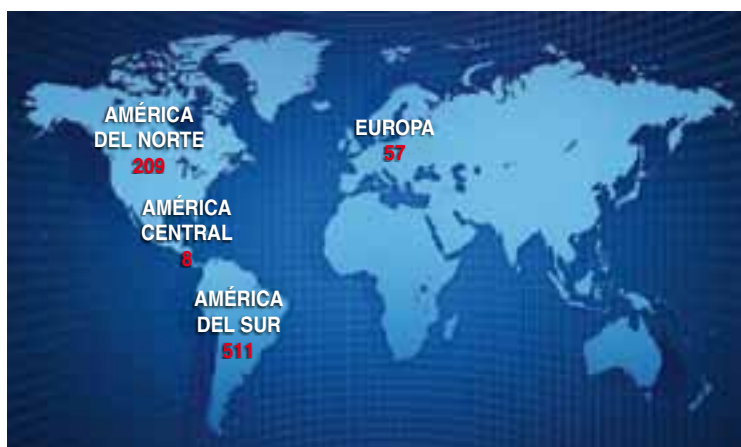 AMÉRICA
DEL NORTE
209
EUROPA
57
AMÉRICA
CENTRAL
8
AMÉRICA
DEL SUR
511